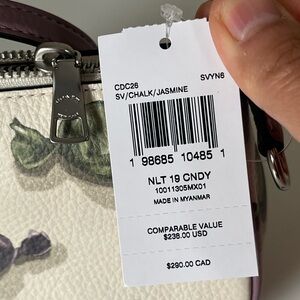 CDC26 SVYN6
SV/CHALK/JASMINE
1 98685 10485 1
NLT 19 CNDY
10011305MX01
MADE IN MYANMAR
COMPARABLE VALUE
$238.00 USD
$290.00 CAD